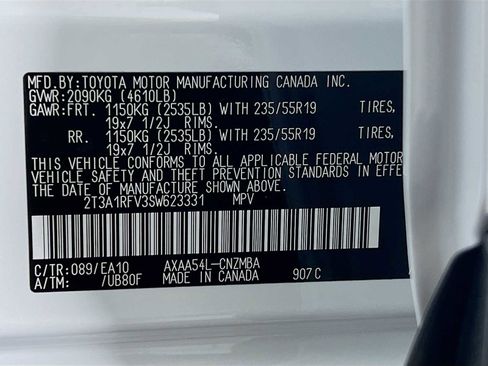 MFD.BY:TOYOTA MOTOR MANUFACTURING CANADA INC.
GVWR:2090KG (4610LB)
GAWR:FRT. 1150KG (2535LB) WITH 235/55R19 TIRES,
19x7 1/2J RIMS.
RR. 1150KG (2535LB) WITH 235/55R19 TIRES,
19x7 1/2J RIMS.
THIS VEHICLE CONFORMS TO ALL APPLICABLE FEDERAL MOTOR
VEHICLE SAFETY AND THEFT PREVENTION STANDARDS IN EFFE
THE DATE OF MANUFACTURE SHOWN ABOVE.
2T3A1RFV3SW623331 MPV
C/TR:089/EA10 AXAA54L-CNZMBA
A/TM: /UB80F MADE IN CANADA 907C